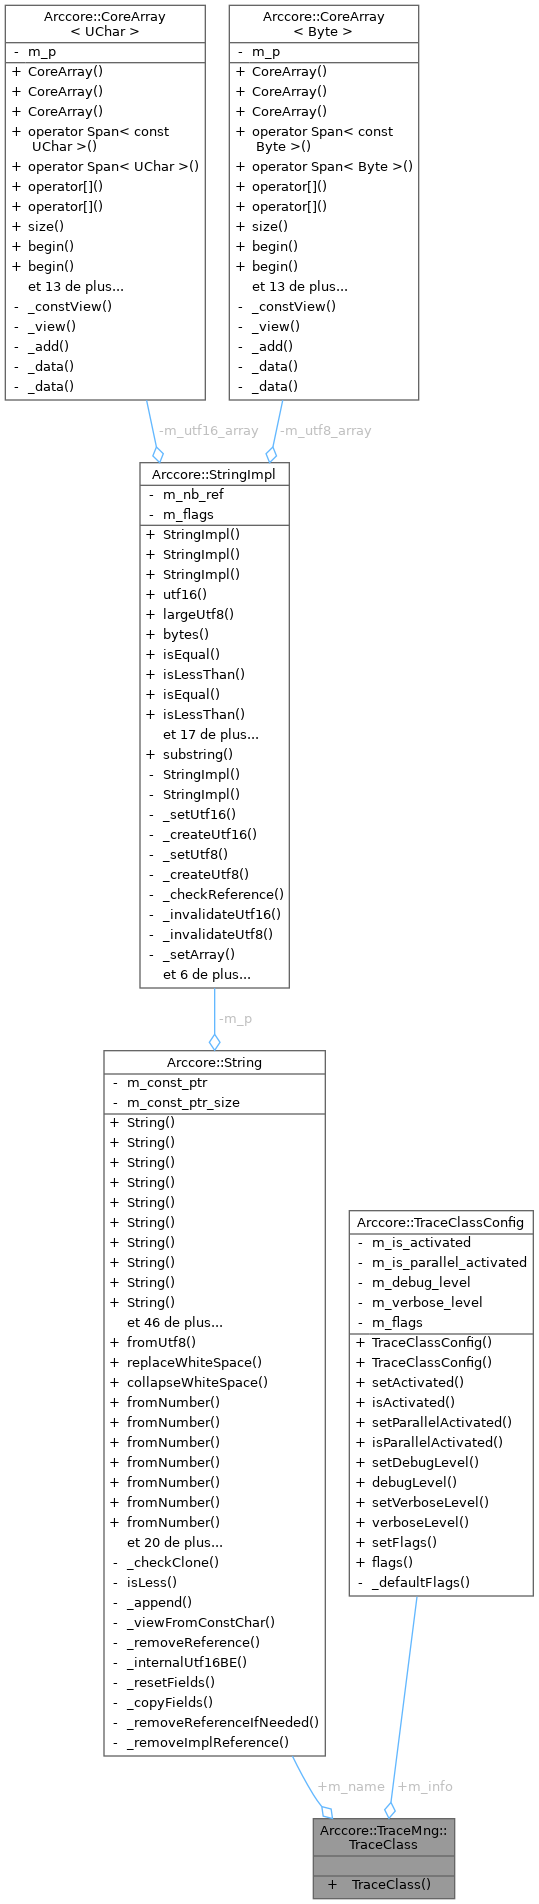 Arccore::CoreArray
< UChar >
- m_p
+ CoreArray()
+ CoreArray()
+ CoreArray()
+ operator Span< const
UChar >()
+ operator Span< UChar >()
+ operator[]()
+ operator[]()
+ size()
+ begin()
+ begin()
et 13 de plus...
- _constView()
- _view()
- _add()
- _data()
- _data()
Arccore::CoreArray
< Byte >
- m_p
+ CoreArray()
+ CoreArray()
+ CoreArray()
+ operator Span< const
Byte >()
+ operator Span< Byte >()
+ operator[]()
+ operator[]()
+ size()
+ begin()
+ begin()
et 13 de plus...
- _constView()
- _view()
- _add()
- _data()
- _data()
-m_utf16_array
-m_utf8_array
Arccore::StringImpl
- m_nb_ref
- m_flags
+ StringImpl()
+ StringImpl()
+ StringImpl()
+ utf16()
+ largeUtf8()
+ bytes()
+ isEqual()
+ isLessThan()
+ isEqual()
+ isLessThan()
et 17 de plus...
+ substring()
- StringImpl()
- StringImpl()
- _setUtf16()
- _createUtf16()
- _setUtf8()
- _createUtf8()
- _checkReference()
- _invalidateUtf16()
- _invalidateUtf8()
- _setArray()
et 6 de plus...
-m_p
Arccore::String
- m_const_ptr
- m_const_ptr_size
+ String()
+ String()
+ String()
+ String()
+ String()
+ String()
+ String()
+ String()
+ String()
+ String()
et 46 de plus...
+ fromUtf8()
+ replaceWhiteSpace()
+ collapseWhiteSpace()
+ fromNumber()
+ fromNumber()
+ fromNumber()
+ fromNumber()
+ fromNumber()
+ fromNumber()
+ fromNumber()
et 20 de plus...
- _checkClone()
- isLess()
- _append()
- _viewFromConstChar()
- _removeReference()
- _internalUtf16BE()
- _resetFields()
- _copyFields()
- _removeReferenceIfNeeded()
- _removeImplReference()
Arccore::TraceClassConfig
- m_is_activated
- m_is_parallel_activated
- m_debug_level
- m_verbose_level
- m_flags
+ TraceClassConfig()
+ TraceClassConfig()
+ setActivated()
+ isActivated()
+ setParallelActivated()
+ isParallelActivated()
+ setDebugLevel()
+ debugLevel()
+ setVerboseLevel()
+ verboseLevel()
+ setFlags()
+ flags()
- _defaultFlags()
+m_name
+m_info
Arccore::TraceMng::
TraceClass
+ TraceClass()